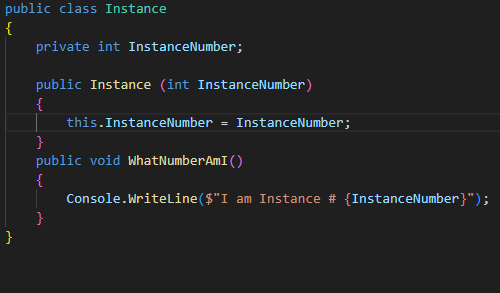 public class Instance
{
    private int InstanceNumber;

    public Instance (int InstanceNumber)
    {
        this.InstanceNumber = InstanceNumber;
    }
    public void WhatNumberAmI()
    {
        Console.WriteLine($"I am Instance # {InstanceNumber}");
    }
}